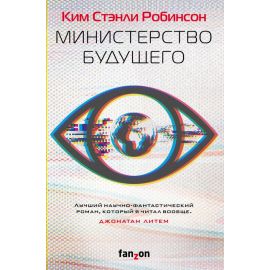 Ким Стэнли Робинсон
МИНИСТЕРСТВО
БУДУЩЕГО
ЛУЧШИЙ НАУЧНО-ФАНТАСТИЧЕСКИЙ
РОМАН, КОТОРЫЙ Я ЧИТАЛ ВООБЩЕ.
ДЖОНАТАН ЛИТЕМ
fanzon